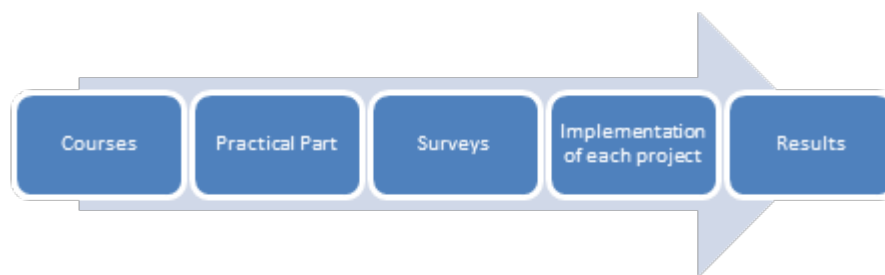 Courses
Practical Part
Surveys
Implementation
of each project
Results